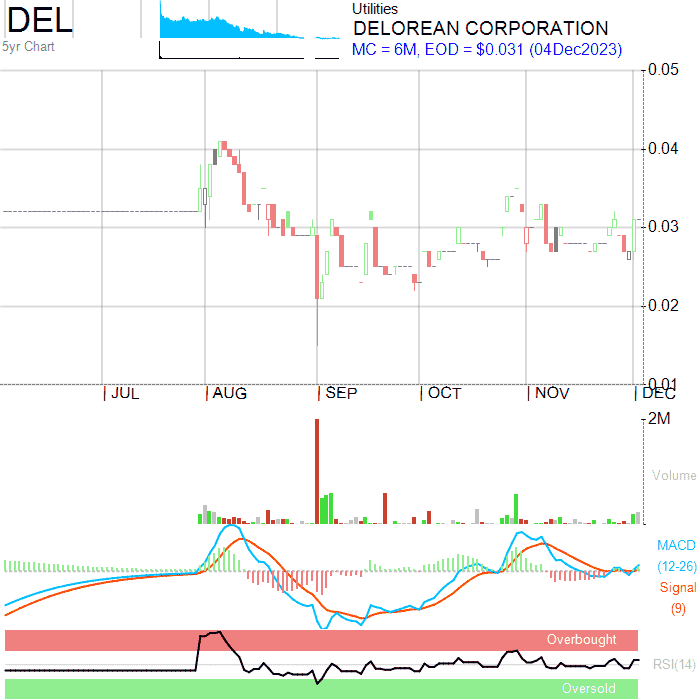 DEL
5yr Chart
Utilities
DELOREAN CORPORATION
MC = 6M, EOD = $0.031 (04Dec2023)
0.05
0.04
0.03
0.02
0.01
JUL
AUG
SEP
OCT
NOV
DEC
2M
Volume
MACD
(12-26)
Signal
(9)
Overbought
RSI(14)
Oversold